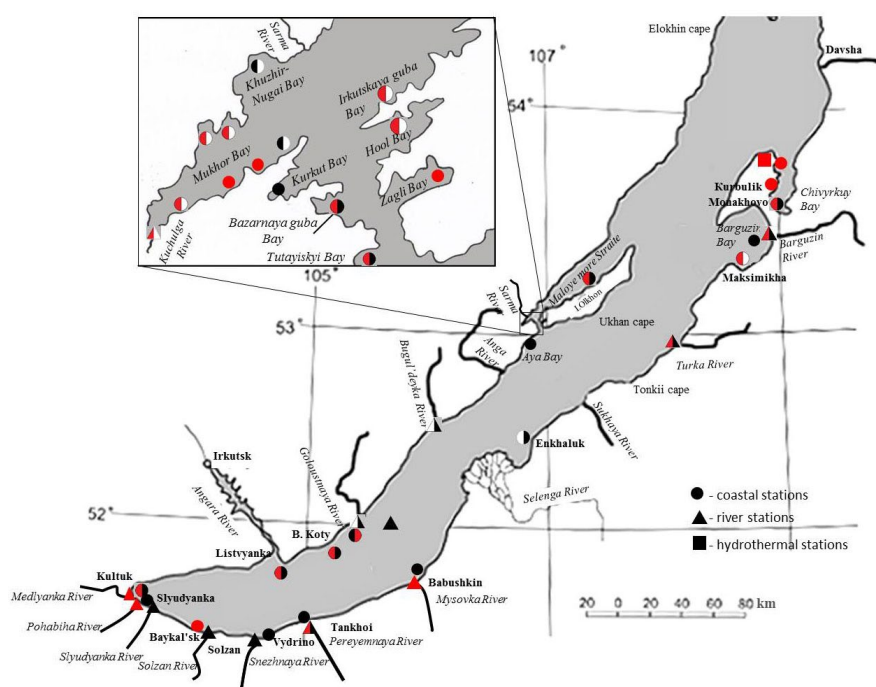 Elokhin cape
Davsha
107°
54°
Sarma
River
Khuzhir-
Nugai Bay
Irkutskaya guba
Bay
Hool Bay
Mukhor Bay
Kurkut Bay
Zagli Bay
Bazarnaya guba
Bay
Kuchulga
River
Tutayiskyi Bay
Kurbulik
Monakhovo
Chivyrkuy
Bay
Barguzin
Bay
Barguzin
River
Maksimikha
105°
53°
Sarma
River
Maloye more Straite
I.Olkhon
Ukhan cape
Anga
River
Aya Bay
Turka River
Tonkii cape
Bugul'deyka River
Sukhaya River
Enkhaluk
Irkutsk
Angara River
Goloustnaya River
Selenga River
- coastal stations
- river stations
- hydrothermal stations
52°
B. Koty
Listvyanka
Kultuk
Medlyanka River
Slyudyanka
Pohabiha River
Babushkin
Mysovka River
Baykal'sk
Tankhoi
Pereyemnaya River
Slyudyanka River
Solzan River
Solzan
Vydrino
Snezhnaya River
20 0 20 40 60 80 km